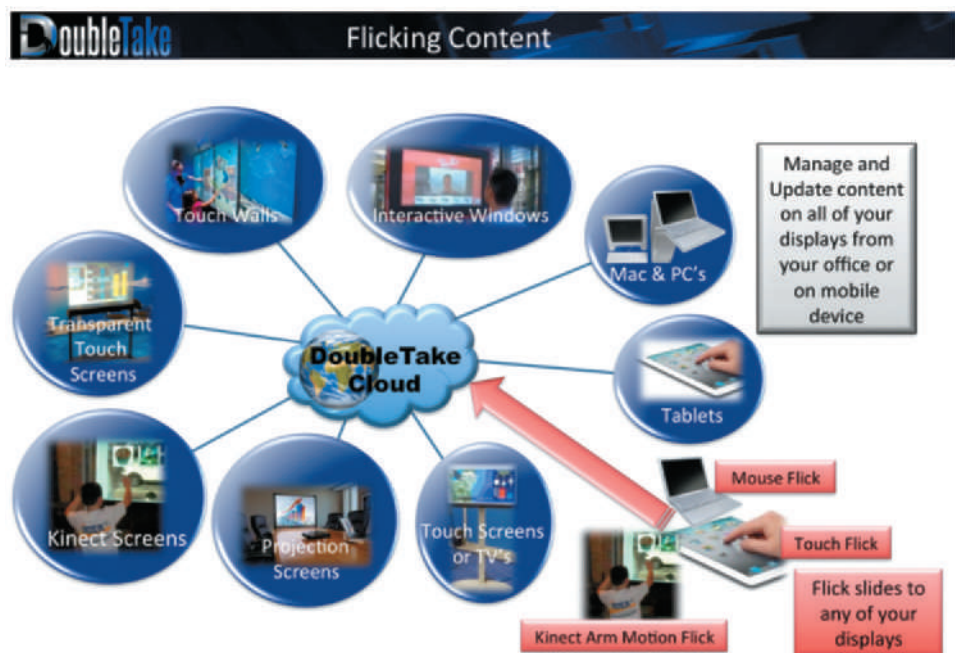 DoubleTake
Flicking Content
Touch Walls
Interactive Windows
Mac & PC's
Manage and
Update content
on all of your
displays from
your office or
on mobile
device
Transparent
Touch
Screens
DoubleTake
Cloud
Tablets
Kinect Screens
Projection
Screens
Touch Screens
or TV's
Mouse Flick
Touch Flick
Kinect Arm Motion Flick
Flick slides to
any of your
displays